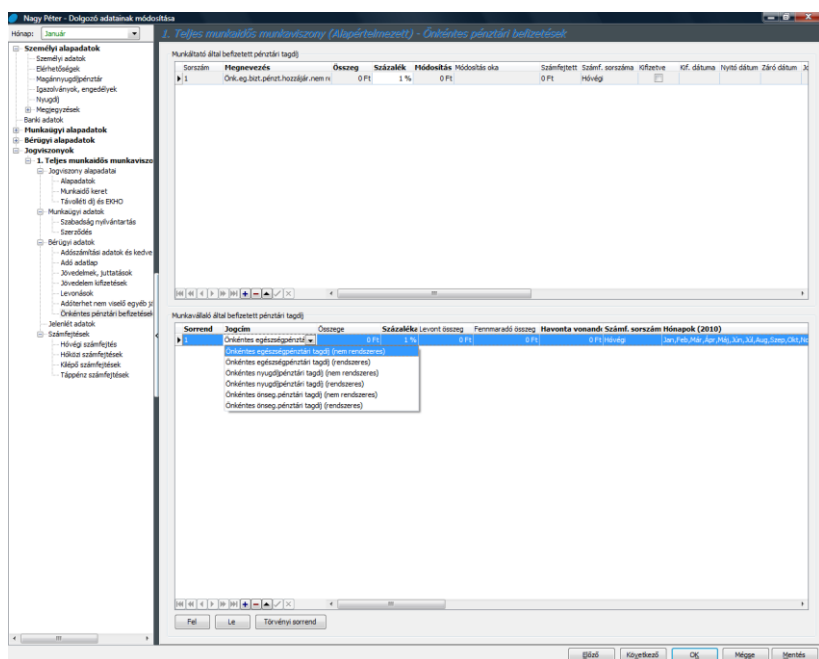 Nagy Péter - Dolgozó adatainak módosítása
Hónap: Január
1. Teljes munkaidős munkaviszony (Alapértelmezett) - Önkéntes pénztári befizetések
Személyi alapadatok
Személyi adatok
Elérhetőségek
Magánnyugdíjpénztár
Igazolványok, engedélyek
Nyugdíj
Megjegyzések
Banki adatok
Munkaügyi alapadatok
Bérügyi alapadatok
Jogviszonyok
1. Teljes munkaidős munkaviszo
Jogviszony alapadatai
Alapadatok
Munkaidő keret
Távolléti díj és EKHO
Munkaügyi adatok
Szabadság nyilvántartás
Szerződés
Bérügyi adatok
Adószámítási adatok és kedve
Adó adatlap
Jövedelmek, juttatások
Jövedelem kifizetések
Levonások
Adóterhet nem viselő egyéb j
Önkéntes pénztári befizetések
Jelenlét adatok
Számfejtések
Hóvégi számfejtés
Hóközi számfejtések
Kilépő számfejtések
Táppénz számfejtések
Munkáltató által befizetett pénztári tagdíj
Sorszám Megnevezés Összeg Százalék Módosítás Módosítás oka Számfejtett Számf. sorszáma Kifizetve Kif. dátuma Nyitó dátum Záró dátum
1 Önk.eg.bizt.pénzt.hozzájár.nem r 0 Ft 1 % 0 Ft 0 Ft Hóvégi
Munkavállaló által befizetett pénztári tagdíj
Sorrend Jogcím Összege Százaléka Levont összeg Fennmaradó összeg Havonta vonandó Számf. sorszám Hónapok (2010)
1 Önkéntes egészségpénztá 0 Ft 1 % 0 Ft 0 Ft 0 Ft Hóvégi Jan,Feb,Már,Ápr,Máj,Jún,Júl,Aug,Szep,Okt,No
Önkéntes egészségpénztári tagdíj (nem rendszeres)
Önkéntes egészségpénztári tagdíj (rendszeres)
Önkéntes nyugdíjpénztári tagdíj (nem rendszeres)
Önkéntes nyugdíjpénztári tagdíj (rendszeres)
Önkéntes önseg.pénztári tagdíj (nem rendszeres)
Önkéntes önseg.pénztári tagdíj (rendszeres)
Fel Le Törvényi sorrend
Előző Következő OK Mégse Mentés